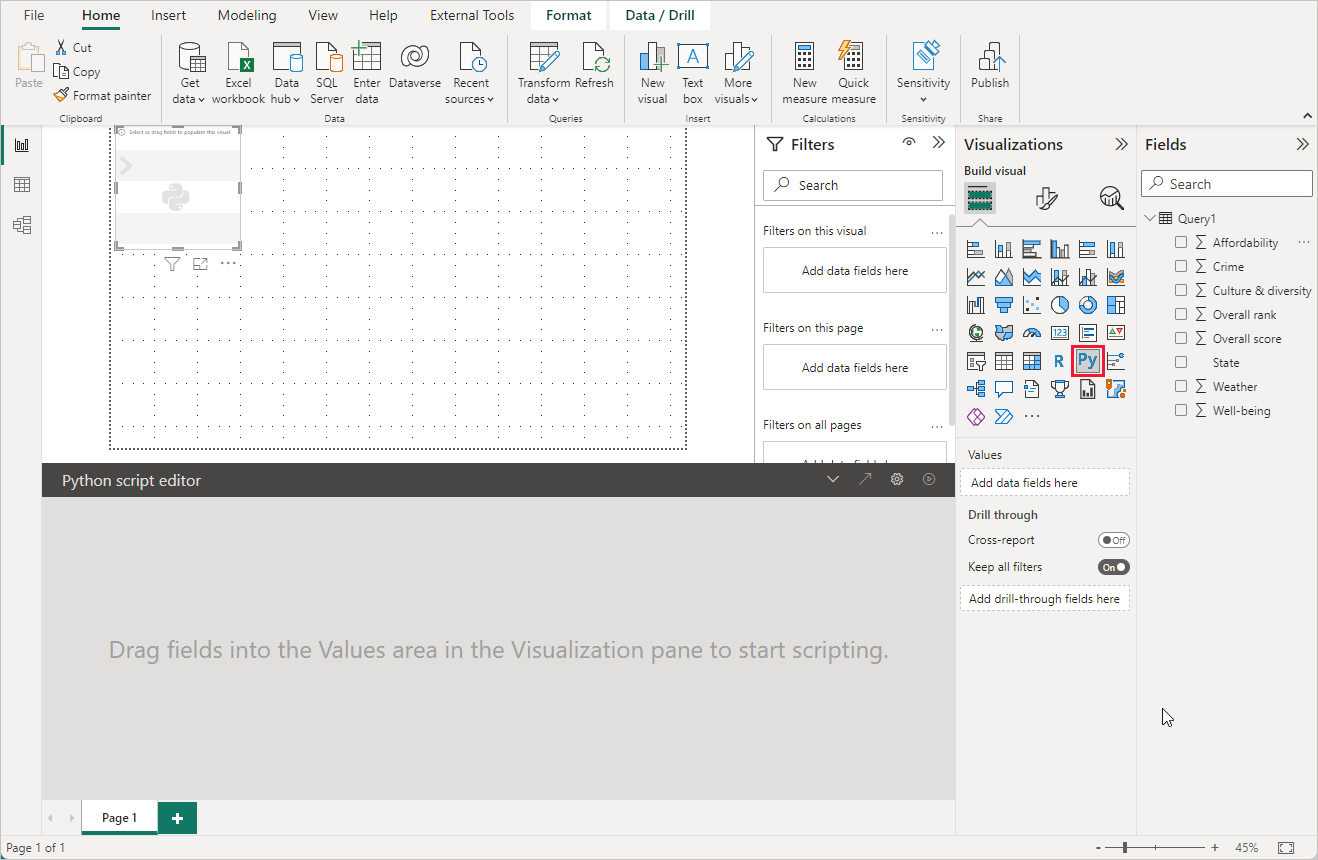 File Home Insert Modeling View Help External Tools Format Data / Drill
Paste
Cut
Copy
Format painter
Clipboard
Get data
Excel workbook
Data hub
SQL Server
Enter data
Dataverse
Recent sources
Data
Transform data
Refresh
Queries
New visual
Text box
More visuals
Insert
New measure
Quick measure
Calculations
Sensitivity
Sensitivity
Publish
Share
Select or drag fields to populate this visual
Filters
Search
Filters on this visual
Add data fields here
Filters on this page
Add data fields here
Filters on all pages
Add data fields here
Visualizations
Build visual
123
R
Py
Values
Add data fields here
Drill through
Cross-report
Off
Keep all filters
On
Add drill-through fields here
Fields
Search
Query1
Affordability
Crime
Culture & diversity
Overall rank
Overall score
State
Weather
Well-being
Python script editor
Drag fields into the Values area in the Visualization pane to start scripting.
Page 1
Page 1 of 1
- + 45%